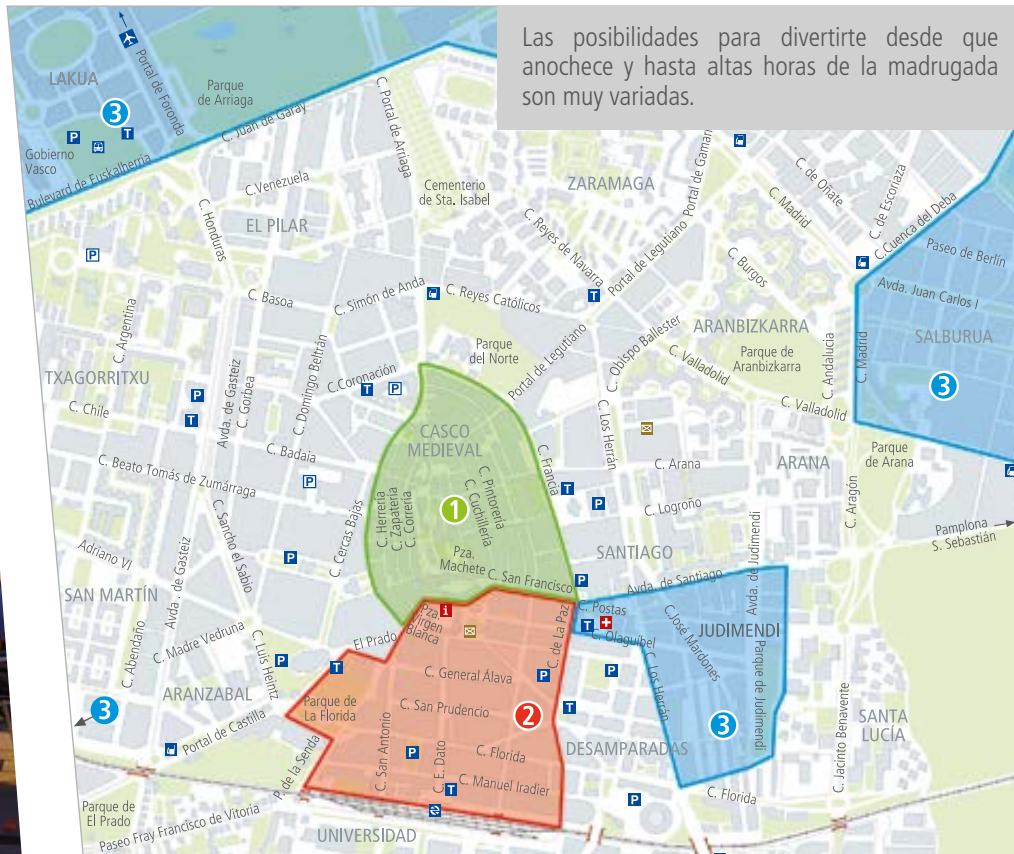 Las posibilidades para divertirte desde que
anochece y hasta altas horas de la madrugada
son muy variadas.
LAKUA
Portal de Foronda
Parque
de Arriaga
3
P
T
Gobierno
Vasco
Bulevard de Euskalherria
C. Juan de Garay
C. Portal de Arriaga
C.Venezuela
Cementerio
de Sta. Isabel
ZARAMAGA
C. de Oñate
C. Madrid
C. de Escoriaza
C.Cuenca del Deba
Paseo de Berlín
C. Honduras
EL PILAR
C. Reyes de Navarra
Portal de Legutiano
C. Burgos
P
C. Basoa
C. Simón de Anda
C. Reyes Católicos
T
Avda. Juan Carlos I
C. Argentina
Parque
del Norte
Portal de Legutiano
C. Obispo Ballester
ARANBIZKARRA
Parque de
Aranbizkarra
C. Andalucía
C. Madrid
SALBURUA
3
TXAGORRITXU
Avda. de Gasteiz
C. Gorbea
C. Domingo Beltrán
C.Coronación
T
P
C. Valladolid
C. Valladolid
P
T
C. Chile
C. Badaia
CASCO
MEDIEVAL
C. Francia
C. Los Herrán
C. Arana
ARANA
Parque
de Arana
C. Beato Tomás de Zumárraga
P
C. Herrería
C. Zapatería
C. Correría
1
C. Pintorería
C. Cuchillería
T
P
C. Logroño
C. Aragón
C. Sancho el Sabio
C. Cercas Bajas
Pamplona
S. Sebastián
Adriano VI
Avda. de Gasteiz
P
Pza.
Machete
C. San Francisco
P
SANTIAGO
Avda. de Santiago
Avda. de Judimendi
SAN MARTÍN
Pza.
Virgen
Blanca
i
C. de La Paz
C. Postas
T
C. Olaguibel
C.José Mardones
JUDIMENDI
C. Abendaño
C. Madre Vedruna
C. Luis Heintz
P
El Prado
T
C. General Álava
P
P
C. Los Herrán
Parque de Judimendi
ARANZABAL
Parque de
La Florida
C. San Prudencio
2
T
3
C. Jacinto Benavente
SANTA
LUCÍA
3
Portal de Castilla
P. de la Senda
C. San Antonio
P
C. E. Dato
C. Florida
DESAMPARADAS
T
C. Manuel Iradier
P
C. Florida
Parque de
El Prado
Paseo Fray Francisco de Vitoria
UNIVERSIDAD